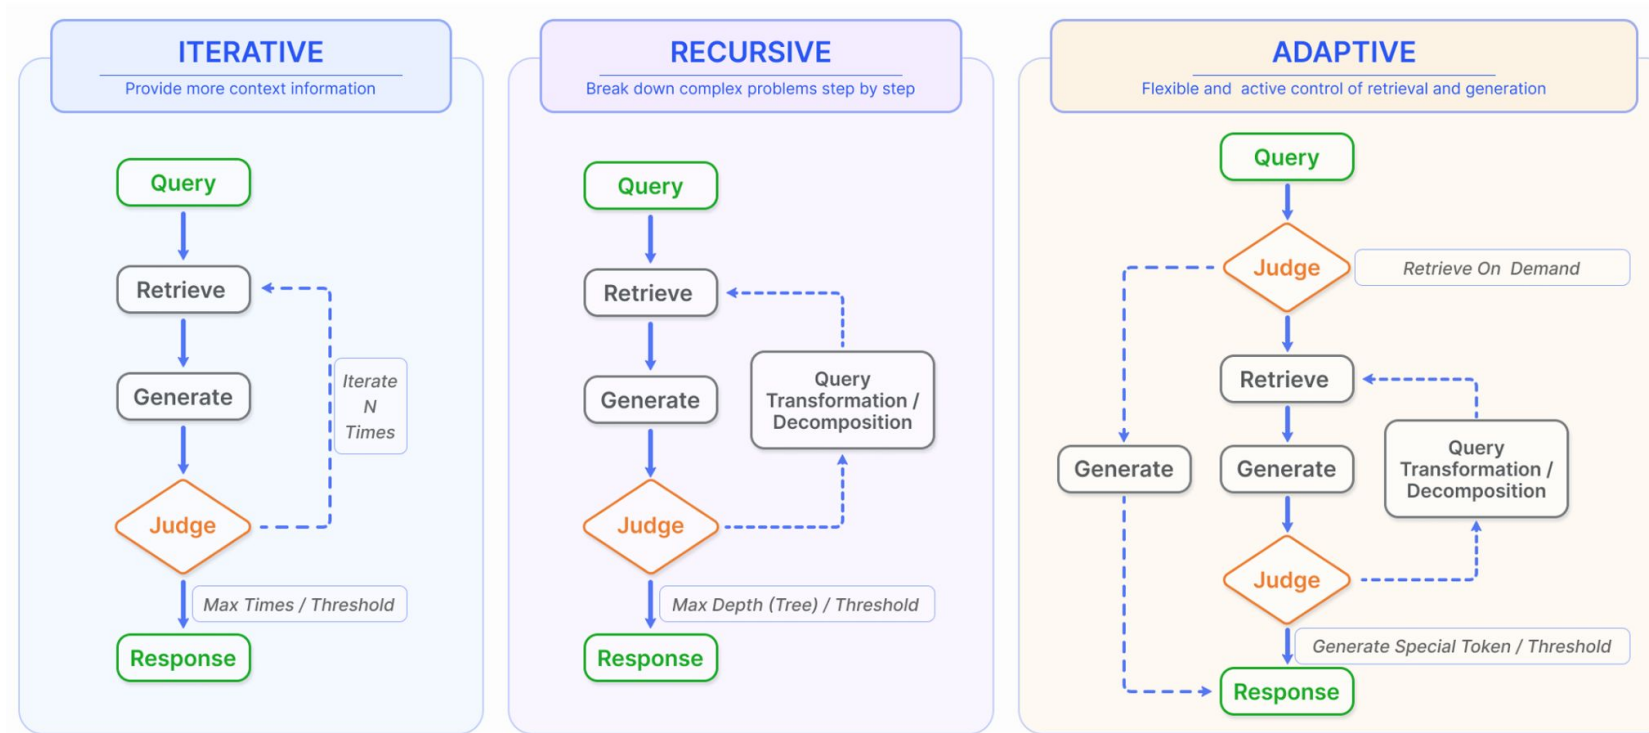 ITERATIVE
Provide more context information
Query
Retrieve
Generate
Iterate
N
Times
Judge
Max Times / Threshold
Response
RECURSIVE
Break down complex problems step by step
Query
Retrieve
Generate
Query
Transformation /
Decomposition
Judge
Max Depth (Tree) / Threshold
Response
ADAPTIVE
Flexible and active control of retrieval and generation
Query
Judge
Retrieve On Demand
Retrieve
Generate
Generate
Query
Transformation /
Decomposition
Judge
Generate Special Token / Threshold
Response